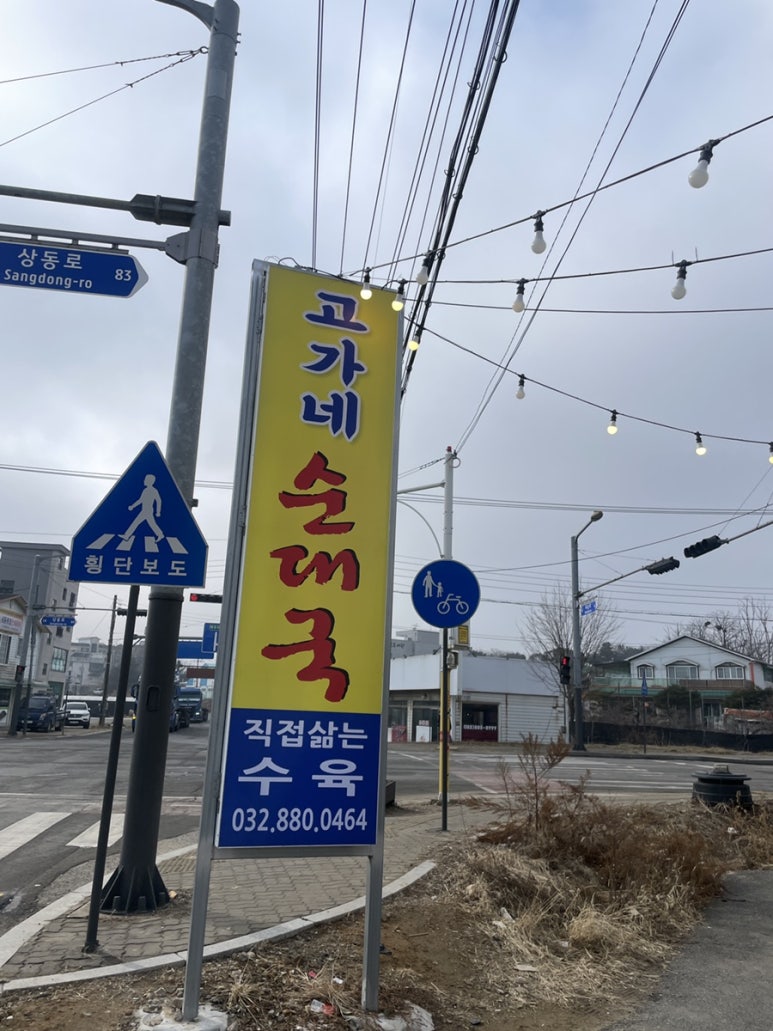 상동로
Sangdong-ro 83
고가네
순대국
직접삶는
수육
032.880.0464
횡단보도